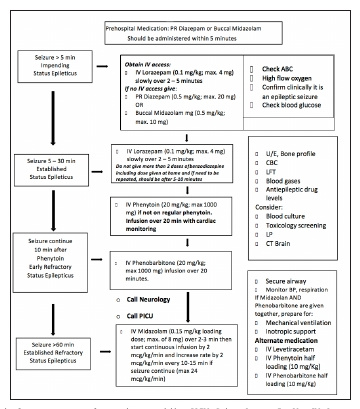 Prehospital Medication: PR Diazepam or Buccal Midazolam
Should be administered within 5 minutes
Seizure > 5 min
Impending
Status Epilepticus
Obtain IV access:
IV Lorazepam (0.1 mg/kg; max. 4 mg)
slowly over 2 – 5 minutes
If no IV access give:
PR Diazepam (0.5 mg/kg; max. 20 mg)
OR
Buccal Midazolam mg (0.5 mg/kg;
max. 10 mg)
Check ABC
High flow oxygen
Confirm clinically it is
an epileptic seizure
Check blood glucose
Seizure 5 – 30 min
Established
Status Epilepticus
IV Lorazepam (0.1 mg/kg; max. 4 mg)
slowly over 2 – 5 minutes
Do not give more than 2 doses of benzodiazepine
including dose given at home and if need to
be repeated, should be after 5-10 minutes
IV Phenytoin (20 mg/kg; max
1000 mg) if not on regular phenytoin.
Infusion over 20 min with cardiac
monitoring
U/E, Bone profile
CBC
LFT
Blood gases
Antiepileptic drug
levels
Consider:
Blood culture
Toxicology screening
LP
CT Brain
Seizure continue
10 min after
Phenytoin
Early Refractory
Status Epilepticus
IV Phenobarbitone (20 mg/kg;
max 1000 mg) infusion over 20
minutes.
Call Neurology
Call PICU
Seizure >60 min
Established Refractory
Status Epilepticus
IV Midazolam (0.15 mg/kg loading
dose; max. of 8 mg) over 2-3 min then
start continuous Infusion by 2
mcg/kg/min and increase rate by 2
mcg/kg/min every 10-15 min if
seizure continue (max 24
mcg/kg/min)
Secure airway
Monitor BP, respiration
If Midazolan AND
Phenobarbitone are given
together, prepare for:
Mechanical ventilation
Inotropic support
Alternate medication
IV Levetiracetam
IV Phenytoin half
loading (10 mg/Kg)
IV Phenobarbitone half
loading (10 mg/Kg)